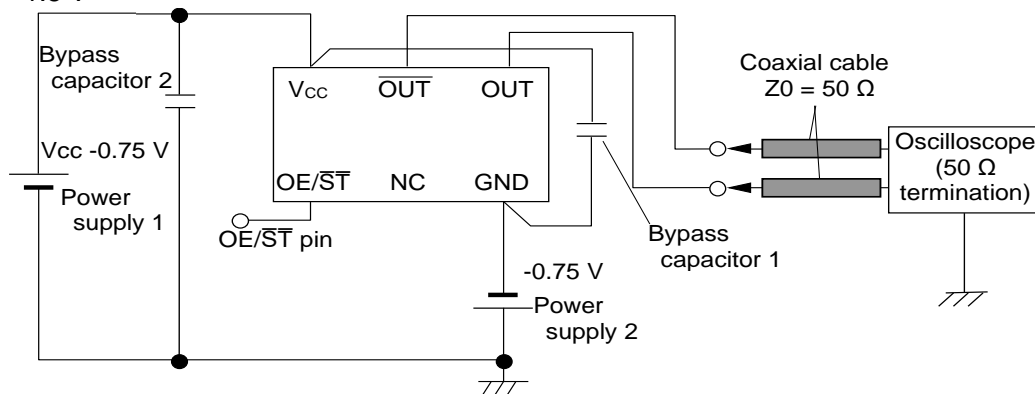 Bypass
capacitor 2
Vcc -0.75 V
Power
supply 1
VCC
OUT
OUT
OE/ST
NC
GND
OE/ST pin
-0.75 V
Power
supply 2
Bypass
capacitor 1
Coaxial cable
Z0 = 50 Ω
Oscilloscope
(50 Ω
termination)